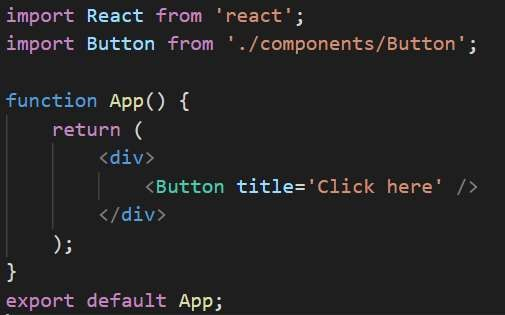 import React from 'react';
import Button from './components/Button';
function App() {
return (
<div>
<Button title='Click here' />
</div>
);
}
export default App;